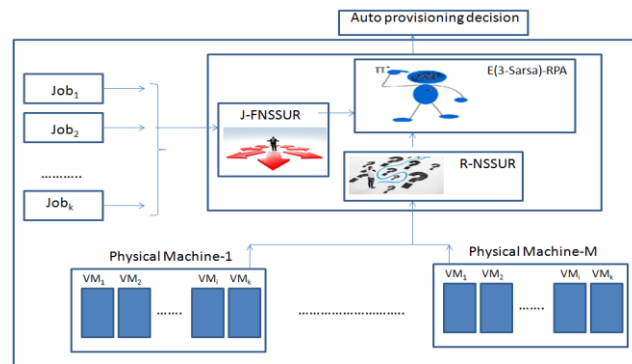 Auto provisioning decision
E(3-Sarsa)-RPA
π*
Job₁
J-FNSSUR
Job₂
R-NSSUR
………..
Jobₖ
Physical Machine-1
Physical Machine-M
VM₁ VM₂ VMᵢ VMₖ
…….
………………………..
VM₁ VM₂ VMᵢ VMₖ
…….